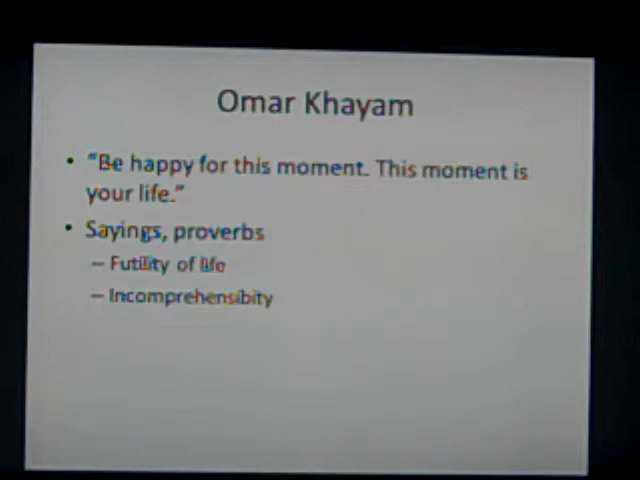 Omar Khayam
• "Be happy for this moment. This moment is
your life."
• Sayings, proverbs
– Futility of life
– Incomprehensibity